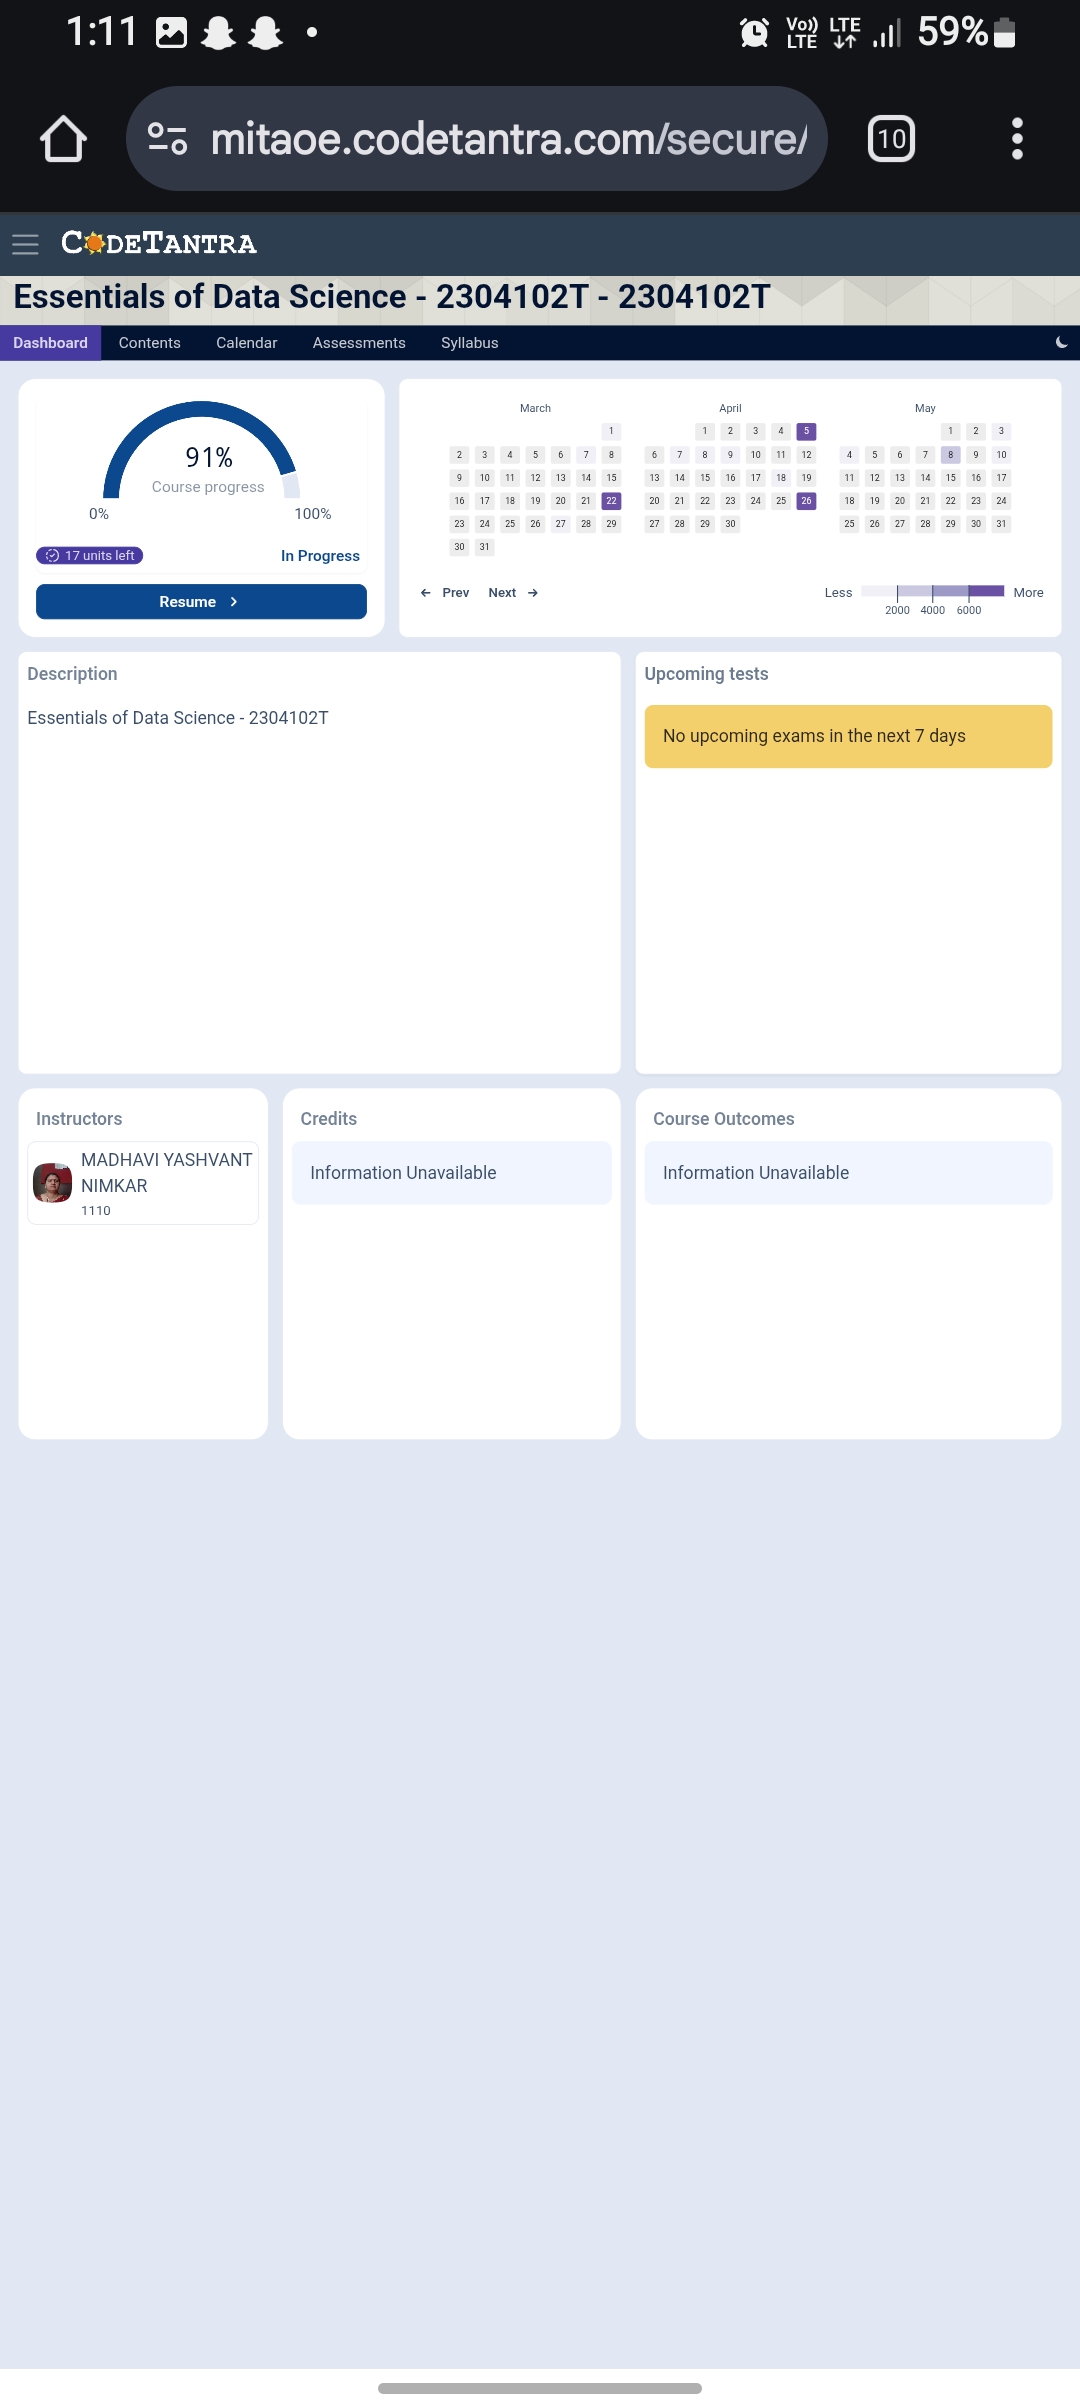 1:11
Vo)) LTE
LTE
59%
mitaoe.codetantra.com/secure/
10
CODETANTRA
Essentials of Data Science - 2304102T - 2304102T
Dashboard Contents Calendar Assessments Syllabus
91%
Course progress
0% 100%
17 units left In Progress
Resume
March
1
2 3 4 5 6 7 8
9 10 11 12 13 14 15
16 17 18 19 20 21 22
23 24 25 26 27 28 29
30 31
April
1 2 3 4 5
6 7 8 9 10 11 12
13 14 15 16 17 18 19
20 21 22 23 24 25 26
27 28 29 30
May
1 2 3
4 5 6 7 8 9 10
11 12 13 14 15 16 17
18 19 20 21 22 23 24
25 26 27 28 29 30 31
← Prev Next →
Less More
2000 4000 6000
Description
Essentials of Data Science - 2304102T
Upcoming tests
No upcoming exams in the next 7 days
Instructors
MADHAVI YASHVANT
NIMKAR
1110
Credits
Information Unavailable
Course Outcomes
Information Unavailable